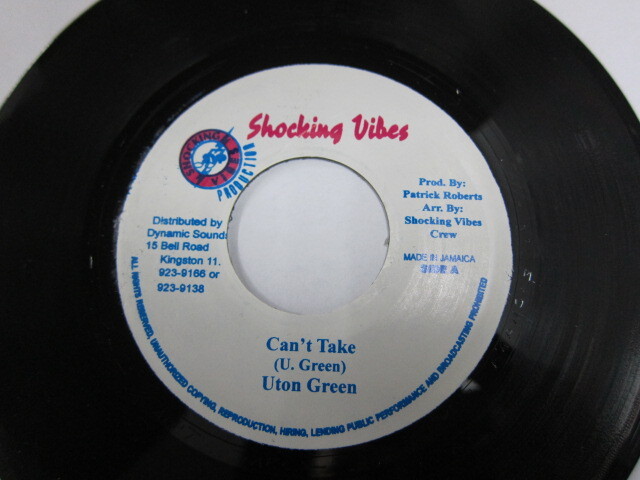 Shocking Vibes
SHOCKING VIBES
PRODUCTION
Prod. By:
Patrick Roberts
Arr. By:
Shocking Vibes
Crew
Distributed by
Dynamic Sounds
15 Bell Road
Kingston 11.
923-9166 or
923-9138
MADE IN JAMAICA
SIDE A
Can't Take
(U. Green)
Uton Green
ALL RIGHTS RESERVED, UNAUTHORIZED COPYING, REPRODUCTION, HIRING, LENDING PUBLIC PERFORMANCE AND BROADCASTING PROHIBITED